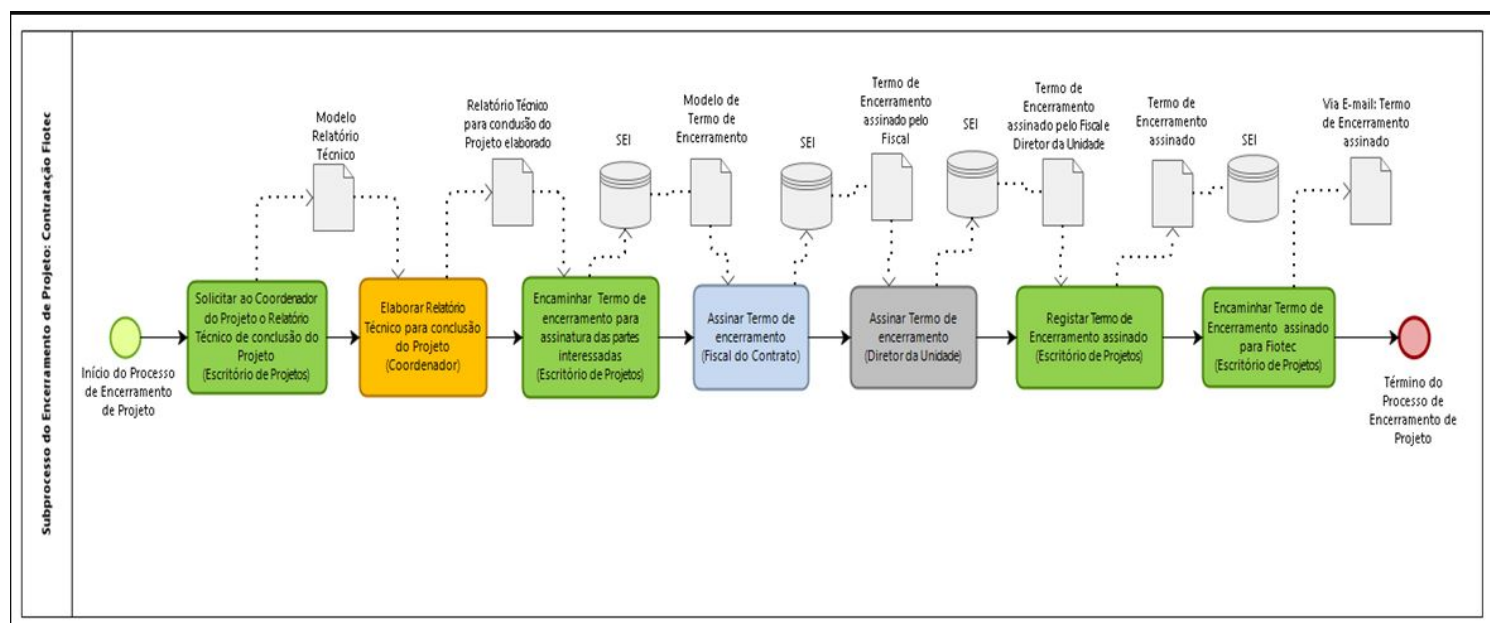 Subprocesso do Encerramento de Projeto: Contratação Fiotec
Início do Processo
de Encerramento
de Projeto
Solicitar ao Coordenador
do Projeto o Relatório
Técnico de conclusão do
Projeto
(Escritório de Projetos)
Modelo
Relatório
Técnico
Elaborar Relatório
Técnico para conclusão
do Projeto
(Coordenador)
Relatório Técnico
para conclusão do
Projeto elaborado
Encaminhar Termo de
encerramento para
assinatura das partes
interessadas
(Escritório de Projetos)
SEI
Modelo de
Termo de
Encerramento
Assinar Termo de
encerramento
(Fiscal do Contrato)
SEI
Termo de
Encerramento
assinado pelo
Fiscal
Assinar Termo de
encerramento
(Diretor da Unidade)
SEI
Termo de
Encerramento
assinado pelo Fiscal e
Diretor da Unidade
Registar Termo de
Encerramento assinado
(Escritório de Projetos)
Termo de
Encerramento
assinado
SEI
Encaminhar Termo de
Encerramento assinado
para Fiotec
(Escritório de Projetos)
Via E-mail: Termo
de Encerramento
assinado
Término do
Processo de
Encerramento de
Projeto